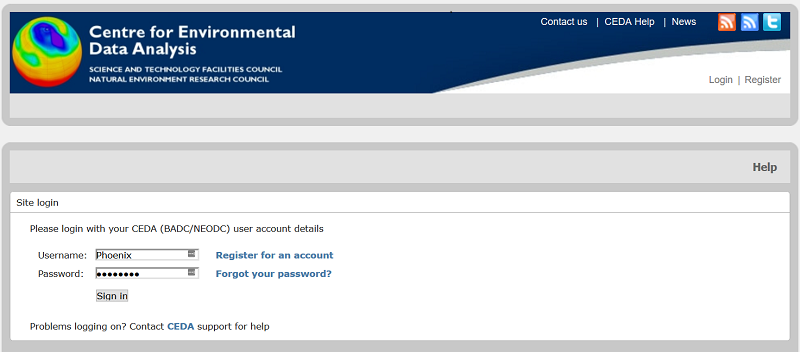 Contact us | CEDA Help | News
Centre for Environmental
Data Analysis
SCIENCE AND TECHNOLOGY FACILITIES COUNCIL
NATURAL ENVIRONMENT RESEARCH COUNCIL
Login | Register
Help
Site login
Please login with your CEDA (BADC/NEODC) user account details
Username: Phoenix Register for an account
Password: ●●●●●●●● Forgot your password?
Sign in
Problems logging on? Contact CEDA support for help